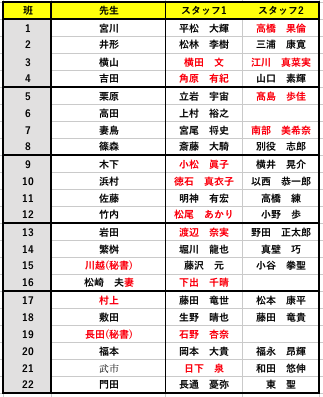 班 先生 スタッフ1 スタッフ2
1 宮川 平松 大輝 高橋 果倫
2 井形 松林 李樹 三浦 康寛
3 横山 横田 文 江川 真菜実
4 吉田 角原 有紀 山口 素輝
5 栗原 立岩 宇宙 高島 歩佳
6 高田 上村 裕之
7 妻鳥 宮尾 将史 南部 美希奈
8 篠森 斎藤 大騎 別役 志郎
9 木下 小松 眞子 横井 晃介
10 浜村 徳石 真衣子 以西 恭一郎
11 佐藤 明神 有宏 高橋 練
12 竹内 松尾 あかり 小野 歩
13 岩田 渡辺 奈実 野田 正太郎
14 繁桝 堀川 龍也 真壁 巧
15 川越(秘書) 藤沢 元 小谷 拳聖
16 松崎 夫妻 下出 千晴
17 村上 藤田 竜世 松本 康平
18 敷田 生野 晴也 藤田 竜貴
19 長田(秘書) 石野 杏奈
20 福本 岡本 大貴 福永 昂輝
21 武市 日下 泉 和田 悠伸
22 門田 長通 憂弥 東 聖